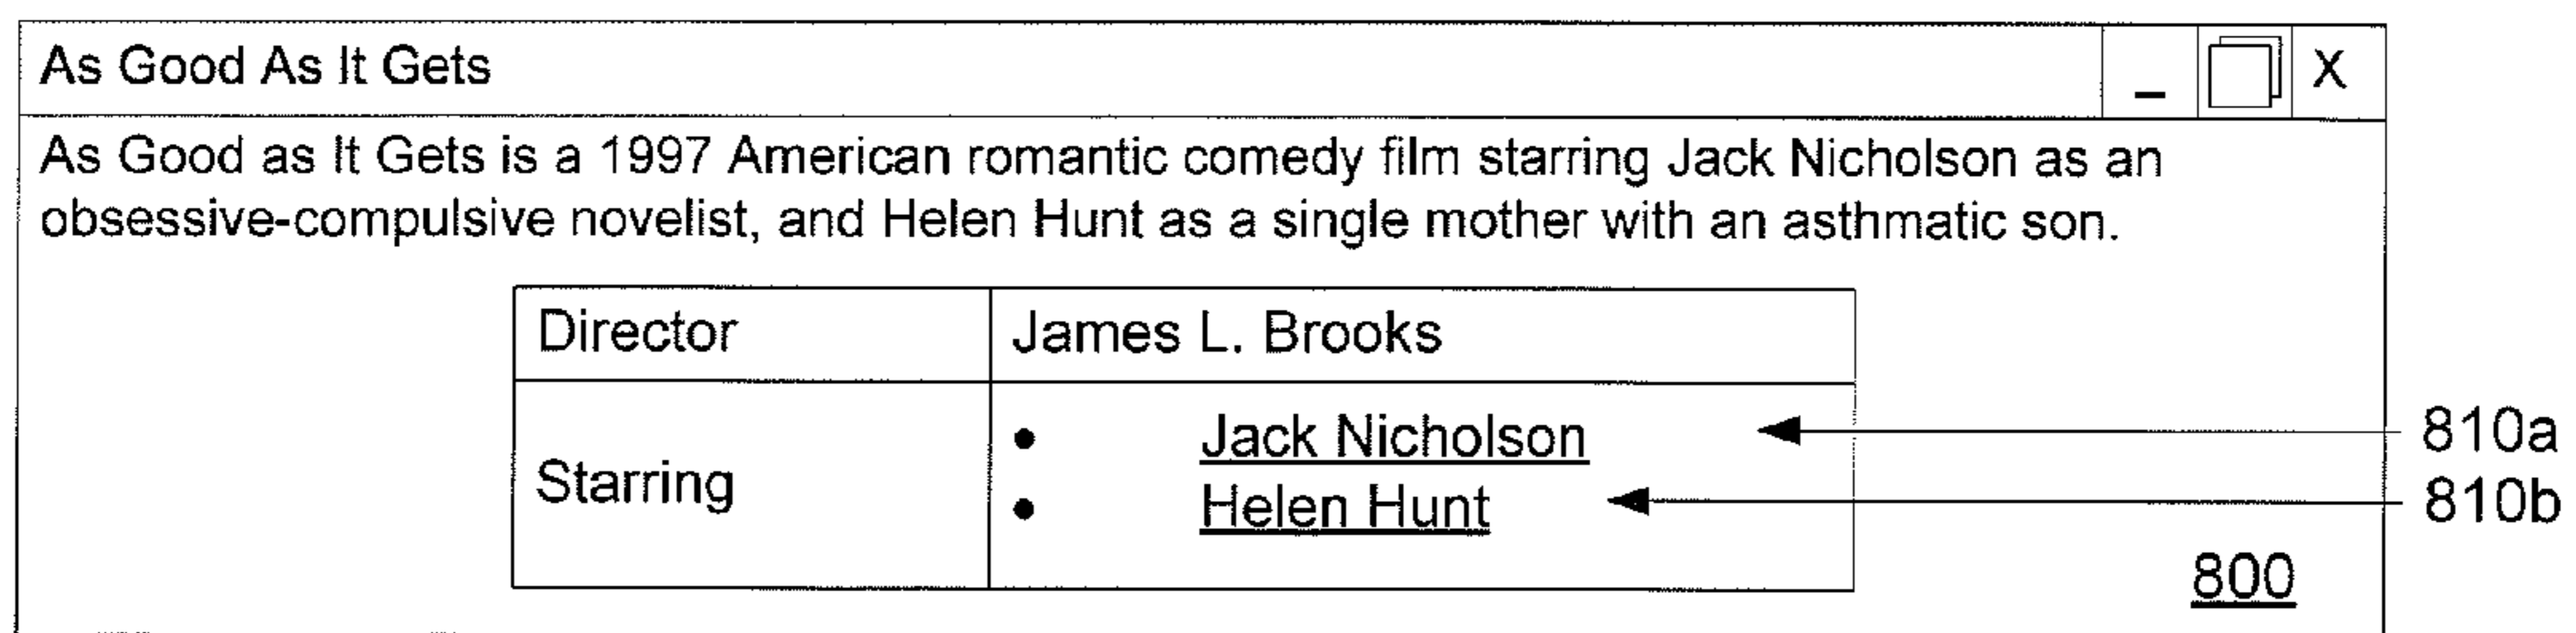 As Good As It Gets _ X
As Good as It Gets is a 1997 American romantic comedy film starring Jack Nicholson as an
obsessive-compulsive novelist, and Helen Hunt as a single mother with an asthmatic son.
Director James L. Brooks
Starring
• Jack Nicholson 810a
• Helen Hunt 810b
800